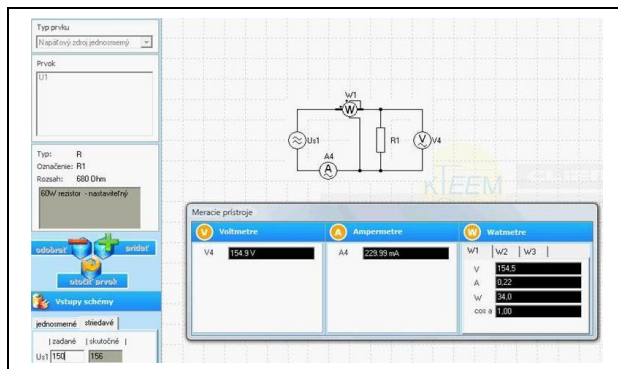 Typ prvku
Napäťový zdroj jednosmerný
Prvok
U1
Typ: R
Označenie: R1
Rozsah: 680 Ohm
60W rezistor - nastaviteľný
odobrať pridať
otočiť prvok
Vstupy schémy
jednosmerné striedavé
| zadané | skutočné |
Us1 150 156
W1
W
Us1
R1
V V4
A4
A
KTEEM
Meracie prístroje
V Voltmetre
V4 154.9 V
A Ampermetre
A4 229.99 mA
W Watmetre
W1 | W2 | W3 |
V 154,5
A 0,22
W 34,0
cos a 1,00